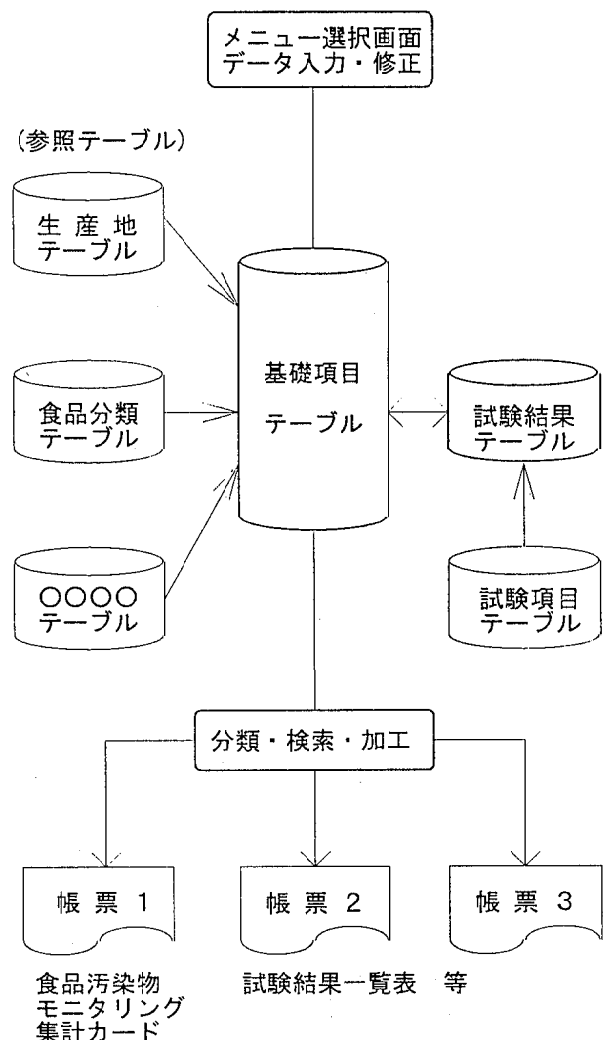 メニュー選択画面
データ入力・修正
(参照テーブル)
生産地
テーブル
食品分類
テーブル
○○○○
テーブル
基礎項目
テーブル
試験結果
テーブル
試験項目
テーブル
分類・検索・加工
帳票1
帳票2
帳票3
食品汚染物
モニタリング
集計カード
試験結果一覧表 等